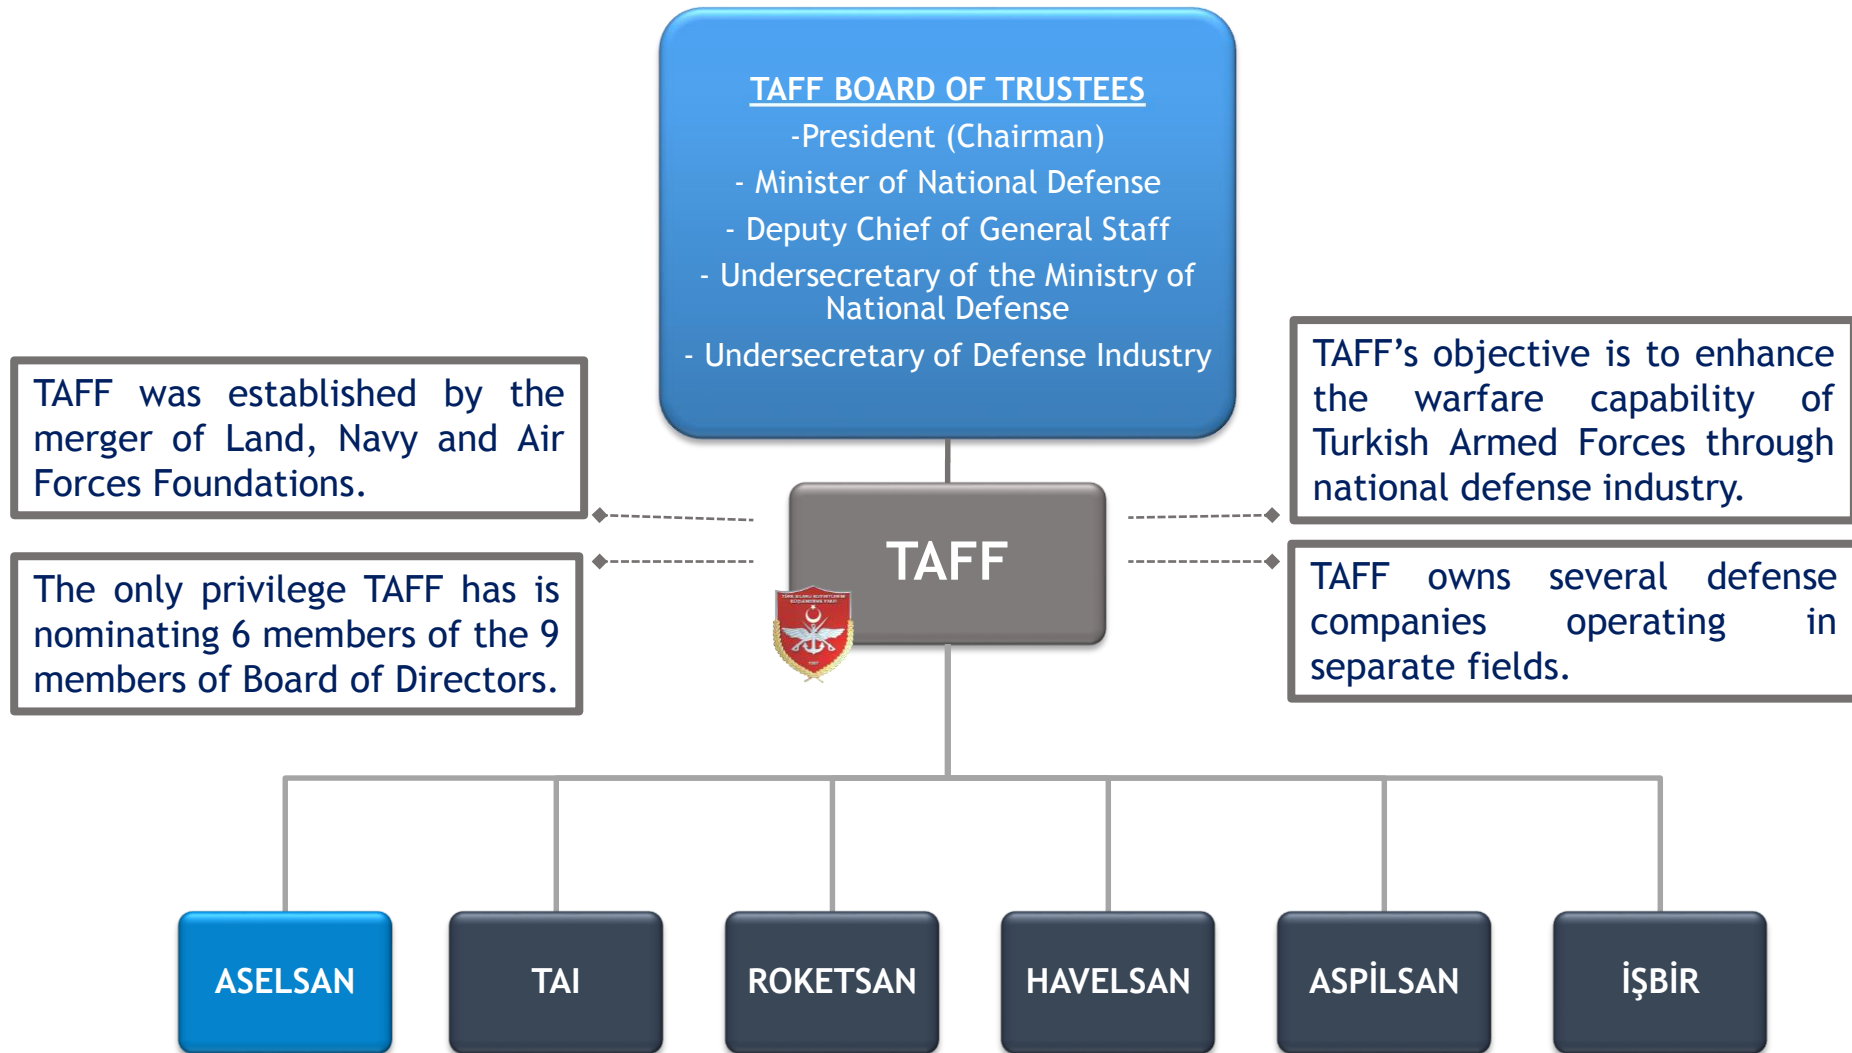 TAFF BOARD OF TRUSTEES
-President (Chairman)
- Minister of National Defense
- Deputy Chief of General Staff
- Undersecretary of the Ministry of
National Defense
- Undersecretary of Defense Industry
TAFF was established by the
merger of Land, Navy and Air
Forces Foundations.
TAFF’s objective is to enhance
the warfare capability of
Turkish Armed Forces through
national defense industry.
TAFF
The only privilege TAFF has is
nominating 6 members of the 9
members of Board of Directors.
TAFF owns several defense
companies operating in
separate fields.
ASELSAN
TAI
ROKETSAN
HAVELSAN
ASPİLSAN
İŞBİR